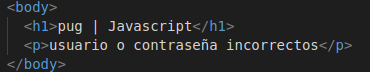 <body>
<h1>pug | Javascript</h1>
<p>usuario o contraseña incorrectos</p>
</body>